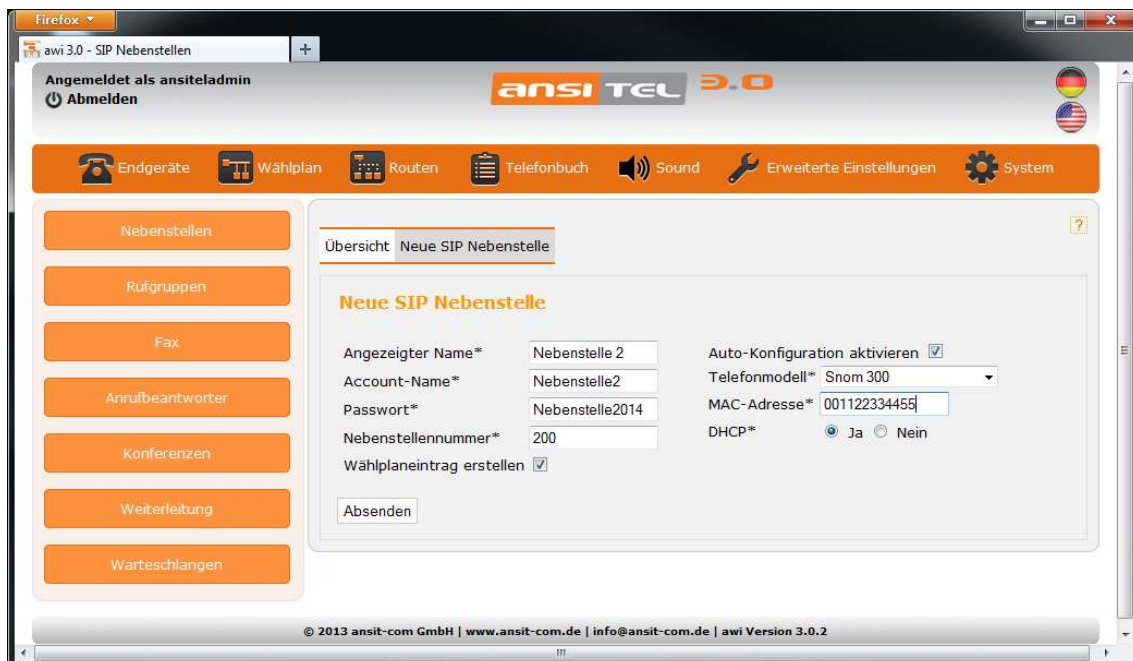 Firefox
awi 3.0 - SIP Nebenstellen
Angemeldet als ansiteladmin
Abmelden
ansi TEL 3.0
Endgeräte Wählplan Routen Telefonbuch Sound Erweiterte Einstellungen System
Nebenstellen
Rufgruppen
Fax
Anrufbeantworter
Konferenzen
Weiterleitung
Warteschlangen
?
Übersicht Neue SIP Nebenstelle
Neue SIP Nebenstelle
Angezeigter Name* Nebenstelle 2
Account-Name* Nebenstelle2
Passwort* Nebenstelle2014
Nebenstellennummer* 200
Wählplaneintrag erstellen
Auto-Konfiguration aktivieren
Telefonmodell* Snom 300
MAC-Adresse* 001122334455
DHCP* Ja Nein
Absenden
© 2013 ansit-com GmbH | www.ansit-com.de | info@ansit-com.de | awi Version 3.0.2